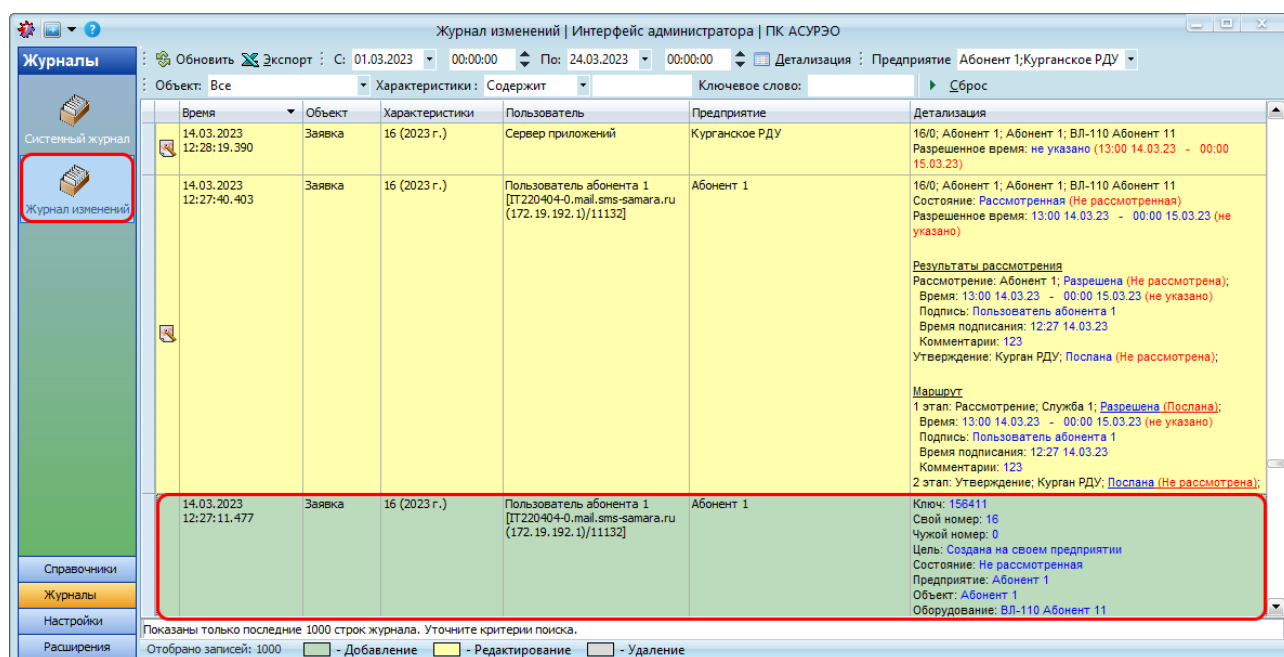 Журнал изменений | Интерфейс администратора | ПК АСУРЭО
Журналы
Обновить Экспорт С: 01.03.2023 00:00:00 По: 24.03.2023 00:00:00 Детализация Предприятие Абонент 1;Курганское РДУ
Объект: Все Характеристики: Содержит Ключевое слово: Сброс
Системный журнал
Журнал изменений
Время Объект Характеристики Пользователь Предприятие Детализация
14.03.2023
12:28:19.390
Заявка
16 (2023 г.)
Сервер приложений
Курганское РДУ
16/0; Абонент 1; Абонент 1; ВЛ-110 Абонент 11
Разрешенное время: не указано (13:00 14.03.23 - 00:00
15.03.23)
14.03.2023
12:27:40.403
Заявка
16 (2023 г.)
Пользователь абонента 1
[IT220404-0.mail.sms-samara.ru
(172.19.192.1)/11132]
Абонент 1
16/0; Абонент 1; Абонент 1; ВЛ-110 Абонент 11
Состояние: Рассмотренная (Не рассмотренная)
Разрешенное время: 13:00 14.03.23 - 00:00 15.03.23 (не
указано)
Результаты рассмотрения
Рассмотрение: Абонент 1; Разрешена (Не рассмотрена);
Время: 13:00 14.03.23 - 00:00 15.03.23 (не указано)
Подпись: Пользователь абонента 1
Время подписания: 12:27 14.03.23
Комментарии: 123
Утверждение: Курган РДУ; Послана (Не рассмотрена);
Маршрут
1 этап: Рассмотрение; Служба 1; Разрешена (Послана);
Время: 13:00 14.03.23 - 00:00 15.03.23 (не указано)
Подпись: Пользователь абонента 1
Время подписания: 12:27 14.03.23
Комментарии: 123
2 этап: Утверждение; Курган РДУ; Послана (Не рассмотрена);
14.03.2023
12:27:11.477
Заявка
16 (2023 г.)
Пользователь абонента 1
[IT220404-0.mail.sms-samara.ru
(172.19.192.1)/11132]
Абонент 1
Ключ: 156411
Свой номер: 16
Чужой номер: 0
Цель: Создана на своем предприятии
Состояние: Не рассмотренная
Предприятие: Абонент 1
Объект: Абонент 1
Оборудование: ВЛ-110 Абонент 11
Справочники
Журналы
Настройки
Расширения
Показаны только последние 1000 строк журнала. Уточните критерии поиска.
Отобрано записей: 1000 - Добавление - Редактирование - Удаление